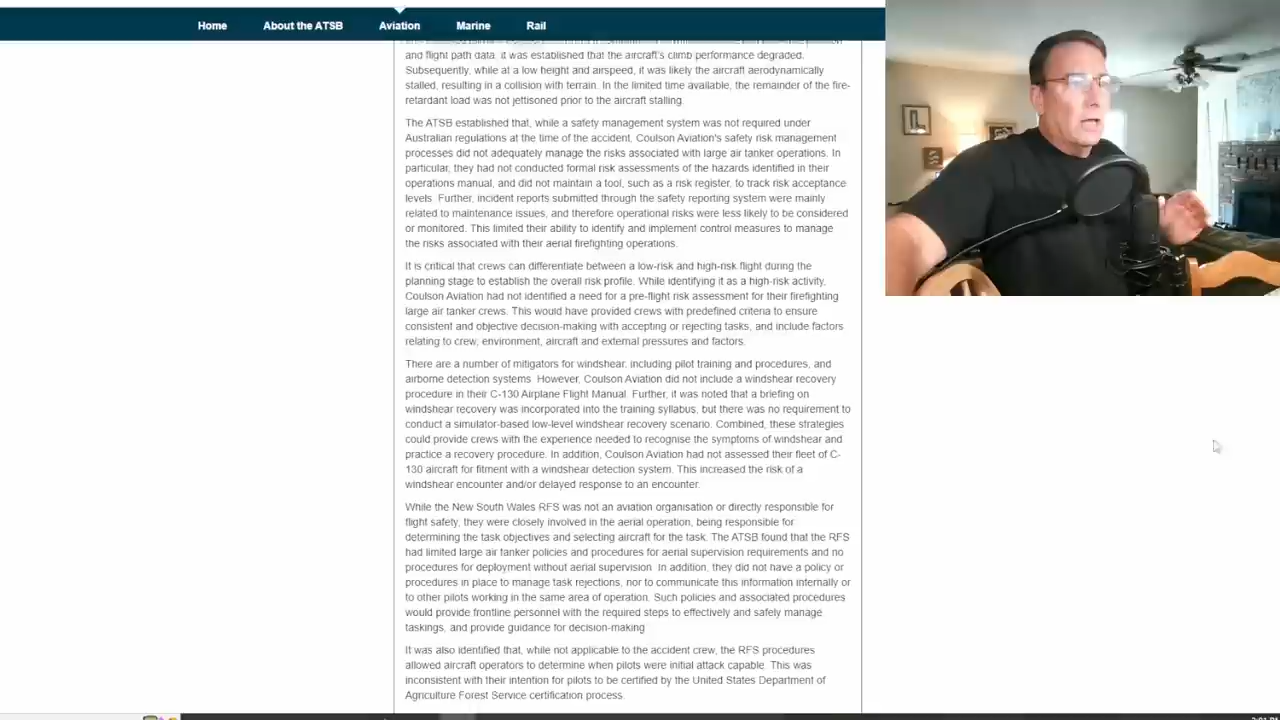 Home About the ATSB Aviation Marine Rail
and flight path data, it was established that the aircraft's climb performance degraded.
Subsequently, while at a low height and airspeed, it was likely the aircraft aerodynamically
stalled, resulting in a collision with terrain. In the limited time available, the remainder of the fire-
retardant load was not jettisoned prior to the aircraft stalling.
The ATSB established that, while a safety management system was not required under
Australian regulations at the time of the accident, Coulson Aviation's safety risk management
processes did not adequately manage the risks associated with large air tanker operations. In
particular, they had not conducted formal risk assessments of the hazards identified in their
operations manual, and did not maintain a tool, such as a risk register, to track risk acceptance
levels. Further, incident reports submitted through the safety reporting system were mainly
related to maintenance issues, and therefore operational risks were less likely to be considered
or monitored. This limited their ability to identify and implement control measures to manage
the risks associated with their aerial firefighting operations.
It is critical that crews can differentiate between a low-risk and high-risk flight during the
planning stage to establish the overall risk profile. While identifying it as a high-risk activity,
Coulson Aviation had not identified a need for a pre-flight risk assessment for their firefighting
large air tanker crews. This would have provided crews with predefined criteria to ensure
consistent and objective decision-making with accepting or rejecting tasks, and include factors
relating to crew, environment, aircraft and external pressures and factors.
There are a number of mitigators for windshear, including pilot training and procedures, and
airborne detection systems. However, Coulson Aviation did not include a windshear recovery
procedure in their C-130 Airplane Flight Manual. Further, it was noted that a briefing on
windshear recovery was incorporated into the training syllabus, but there was no requirement to
conduct a simulator-based low-level windshear recovery scenario. Combined, these strategies
could provide crews with the experience needed to recognise the symptoms of windshear and
practice a recovery procedure. In addition, Coulson Aviation had not assessed their fleet of C-
130 aircraft for fitment with a windshear detection system. This increased the risk of a
windshear encounter and/or delayed response to an encounter.
While the New South Wales RFS was not an aviation organisation or directly responsible for
flight safety, they were closely involved in the aerial operation, being responsible for
determining the task objectives and selecting aircraft for the task. The ATSB found that the RFS
had limited large air tanker policies and procedures for aerial supervision requirements and no
procedures for deployment without aerial supervision. In addition, they did not have a policy or
procedures in place to manage task rejections, nor to communicate this information internally or
to other pilots working in the same area of operation. Such policies and associated procedures
would provide frontline personnel with the required steps to effectively and safely manage
taskings, and provide guidance for decision-making
It was also identified that, while not applicable to the accident crew, the RFS procedures
allowed aircraft operators to determine when pilots were initial attack capable. This was
inconsistent with their intention for pilots to be certified by the United States Department of
Agriculture Forest Service certification process.